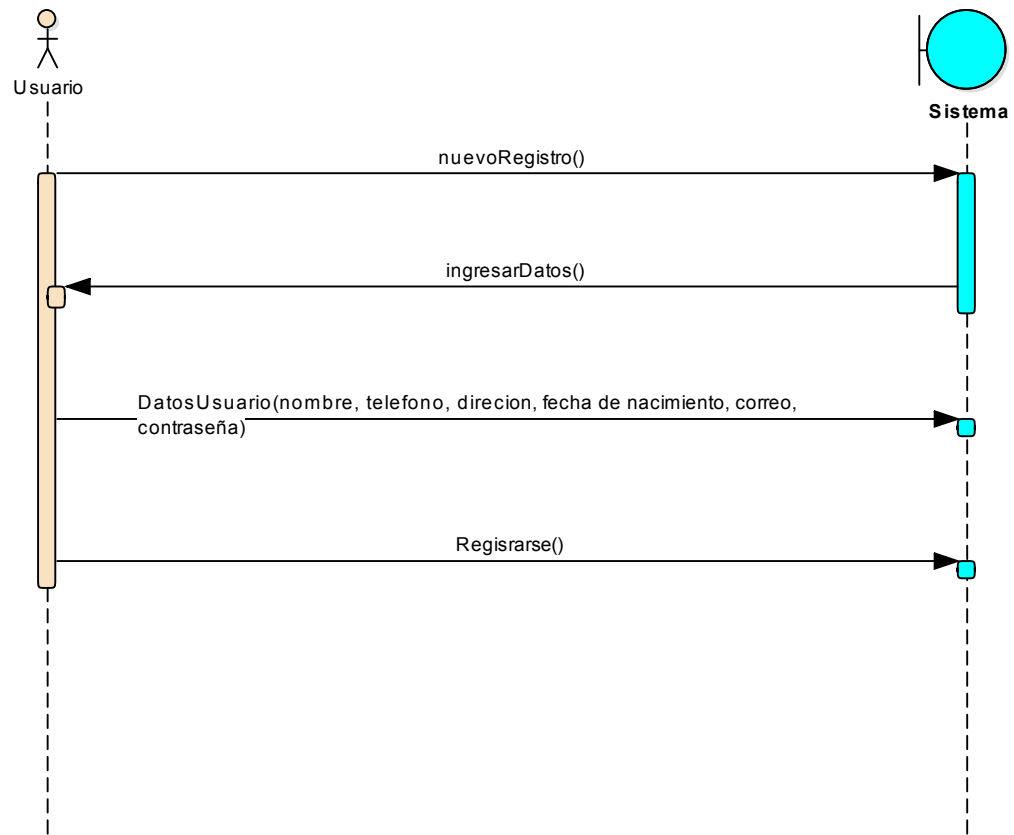 Usuario
Sistema
nuevoRegistro()
ingresarDatos()
DatosUsuario(nombre, telefono, direcion, fecha de nacimiento, correo,
contraseña)
Regisrarse()